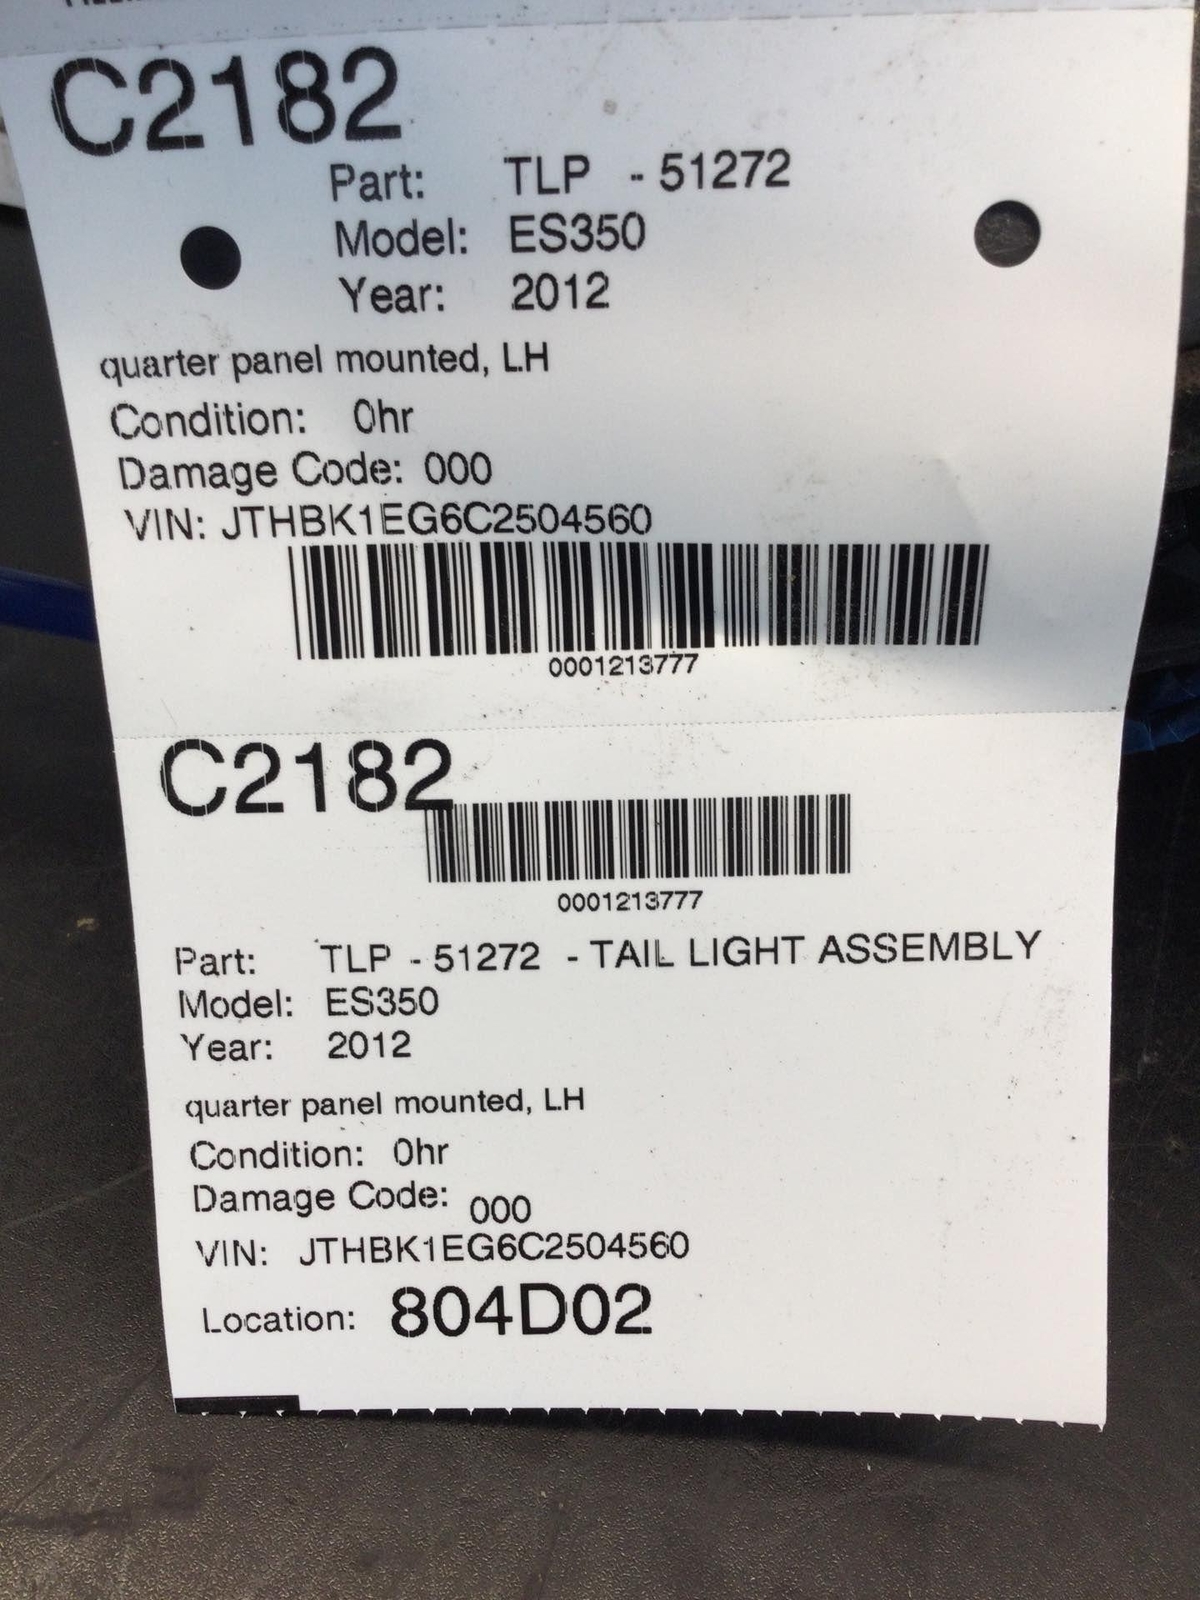 C2182
Part: TLP - 51272
Model: ES350
Year: 2012
quarter panel mounted, LH
Condition: 0hr
Damage Code: 000
VIN: JTHBK1EG6C2504560
0001213777
C2182
0001213777
Part: TLP - 51272 - TAIL LIGHT ASSEMBLY
Model: ES350
Year: 2012
quarter panel mounted, LH
Condition: 0hr
Damage Code: 000
VIN: JTHBK1EG6C2504560
Location: 804D02